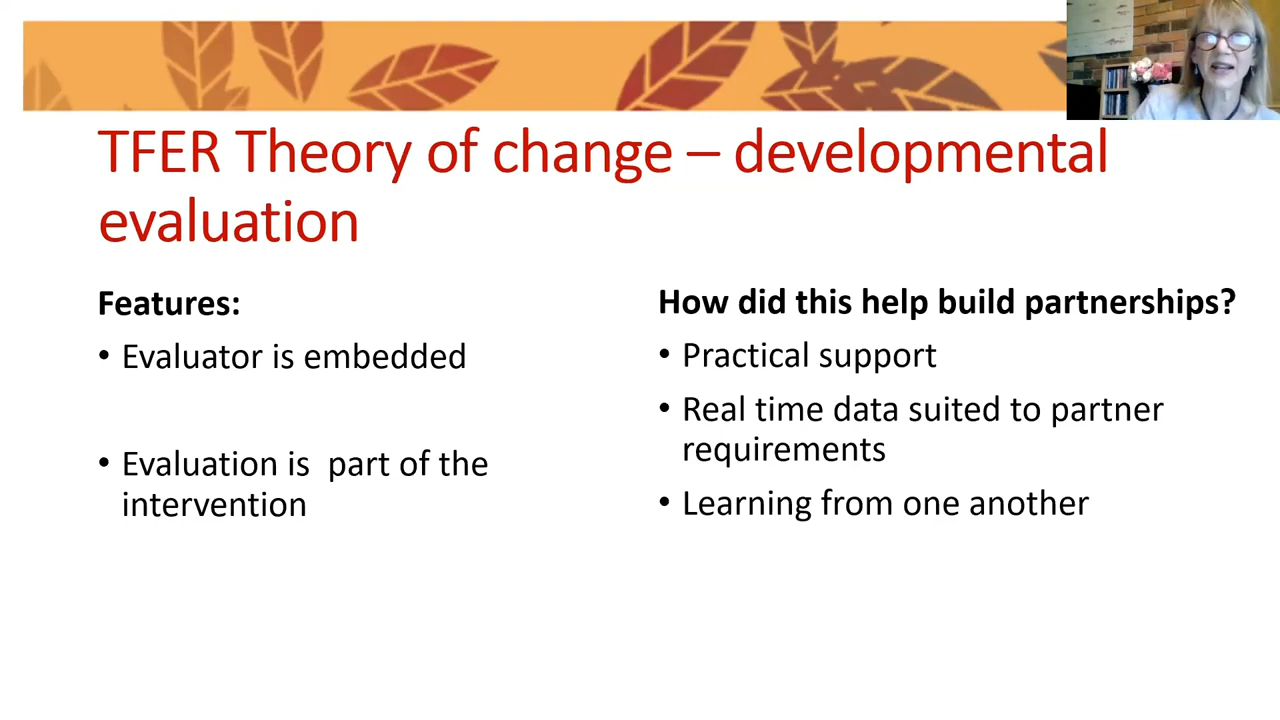 TFER Theory of change – developmental
evaluation
Features:
• Evaluator is embedded
• Evaluation is  part of the
intervention
How did this help build partnerships?
• Practical support
• Real time data suited to partner
requirements
• Learning from one another